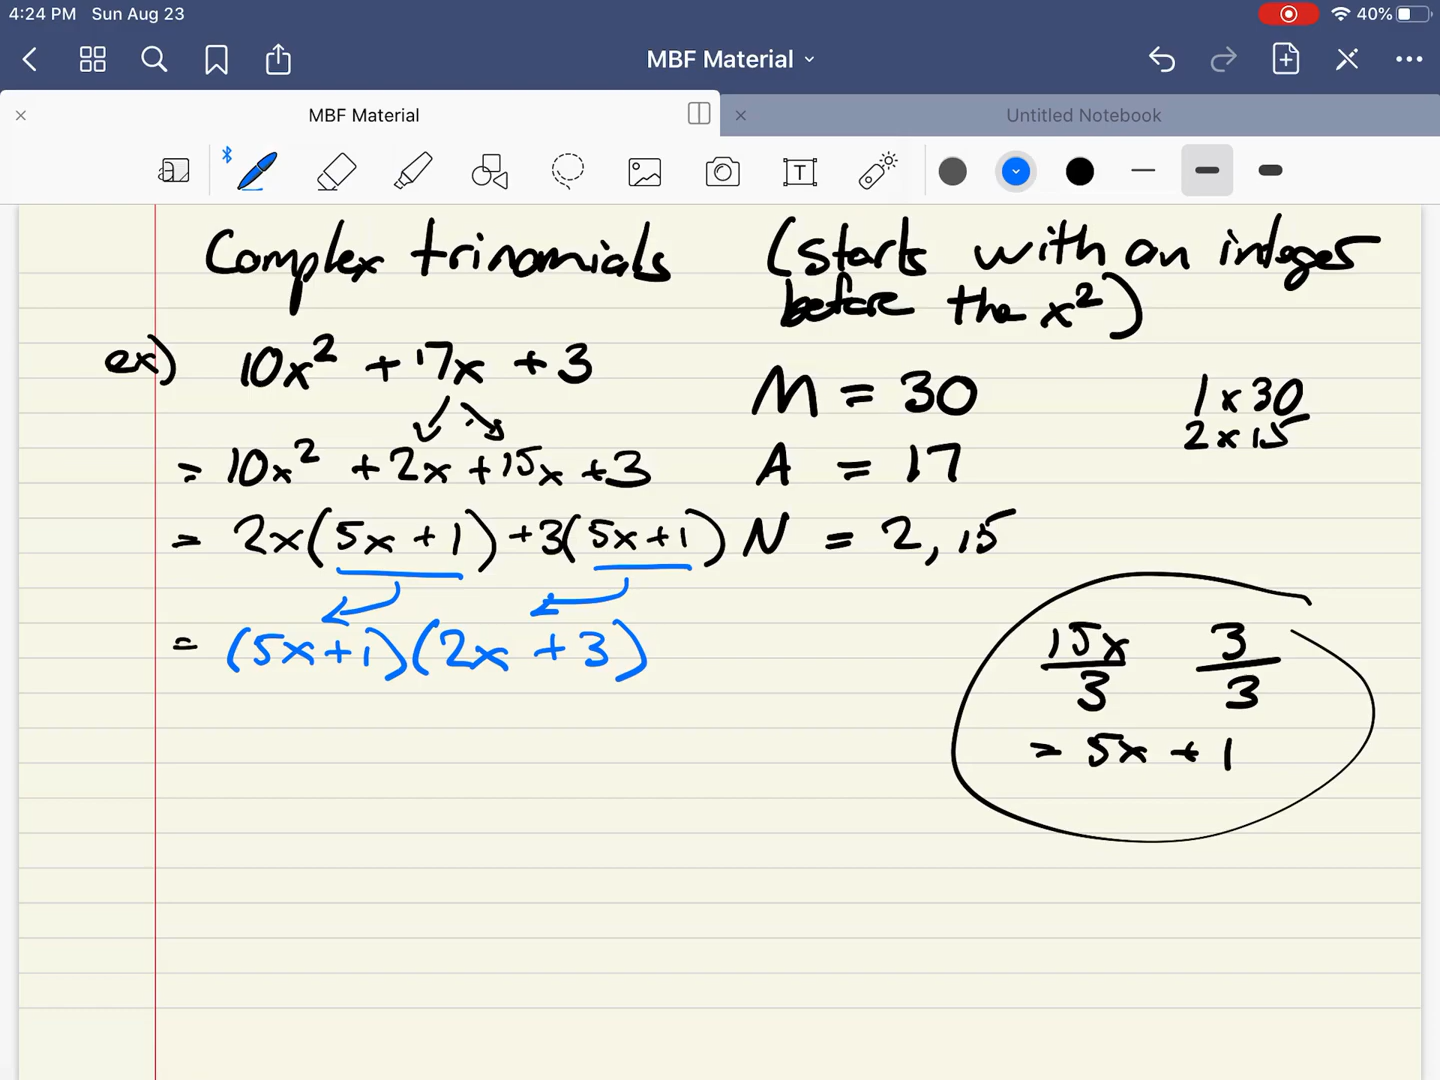 4:24 PM Sun Aug 23
40%
MBF Material
MBF Material
Untitled Notebook
T
Complex trinomials (starts with an integer
before the x²)
ex) 10x² + 17x + 3
= 10x² + 2x + 15x + 3
= 2x(5x + 1) + 3(5x + 1)
= (5x + 1)(2x + 3)
M = 30
A = 17
N = 2, 15
1 x 30
2 x 15
15x/3 3/3
= 5x + 1